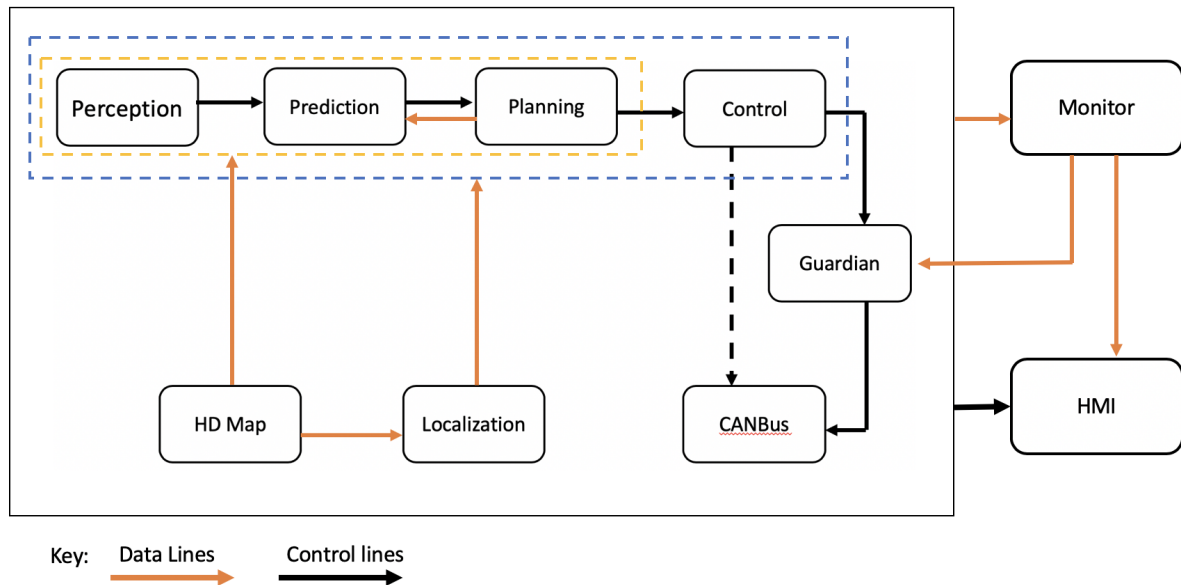 Perception
Prediction
Planning
Control
Monitor
Guardian
HD Map
Localization
CANBus
HMI
Key: Data Lines Control lines